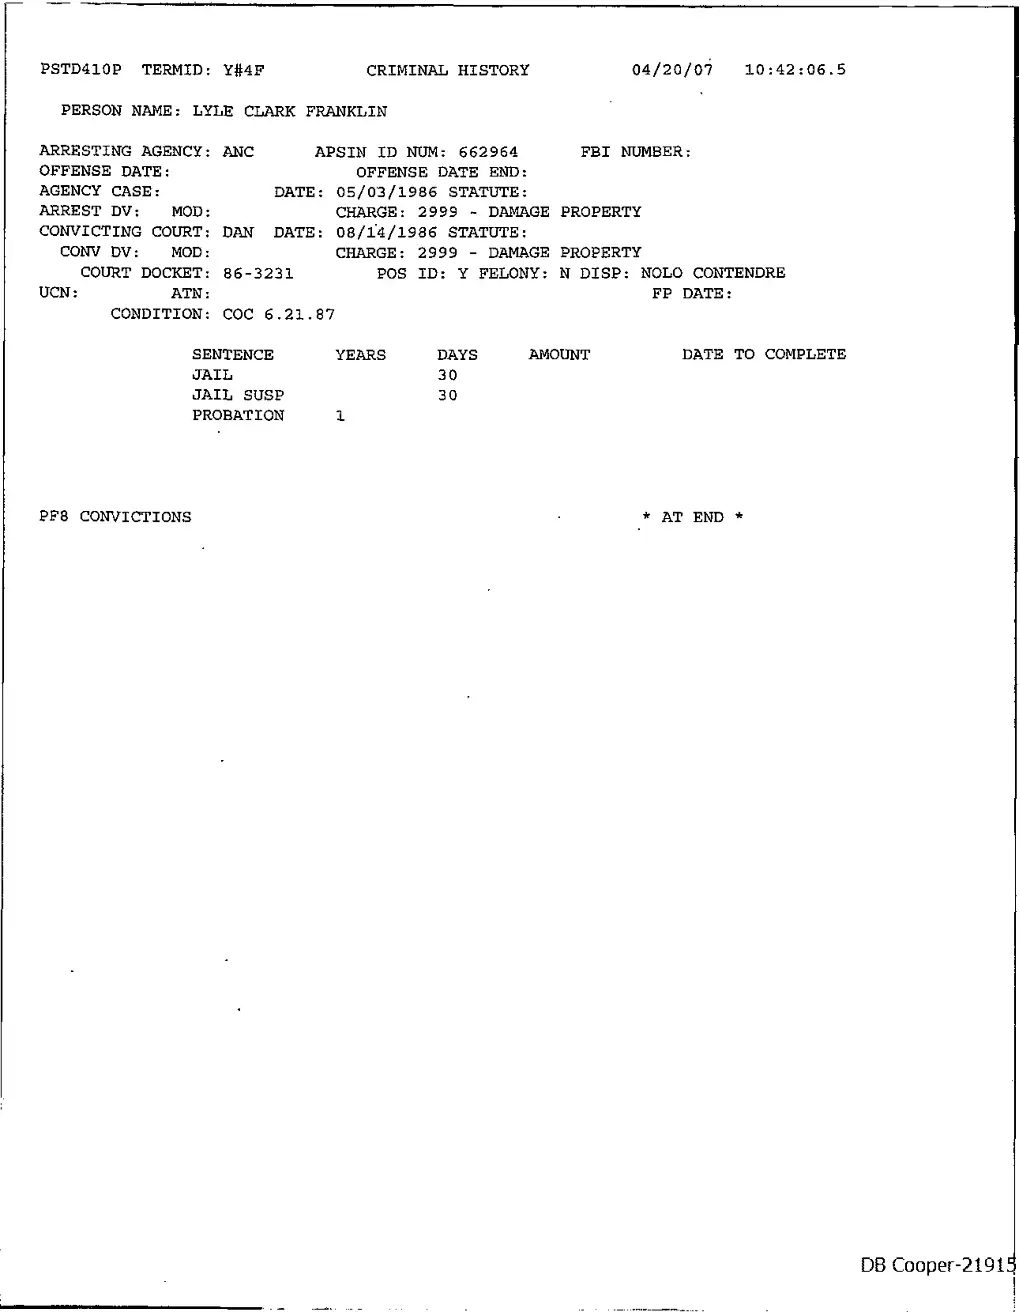 PSTD410P TERMID: Y#4F CRIMINAL HISTORY 04/20/07 10:42:06.5
PERSON NAME: LYLE CLARK FRANKLIN
ARRESTING AGENCY: ANC APSIN ID NUM: 662964 FBI NUMBER:
OFFENSE DATE: OFFENSE DATE END:
AGENCY CASE: DATE: 05/03/1986 STATUTE:
ARREST DV: MOD: CHARGE: 2999 - DAMAGE PROPERTY
CONVICTING COURT: DAN DATE: 08/14/1986 STATUTE:
CONV DV: MOD: CHARGE: 2999 - DAMAGE PROPERTY
COURT DOCKET: 86-3231 POS ID: Y FELONY: N DISP: NOLO CONTENDRE
UCN: ATN: FP DATE:
CONDITION: COC 6.21.87
SENTENCE YEARS DAYS AMOUNT DATE TO COMPLETE
JAIL 30
JAIL SUSP 30
PROBATION 1
PF8 CONVICTIONS * AT END *
DB Cooper-21915